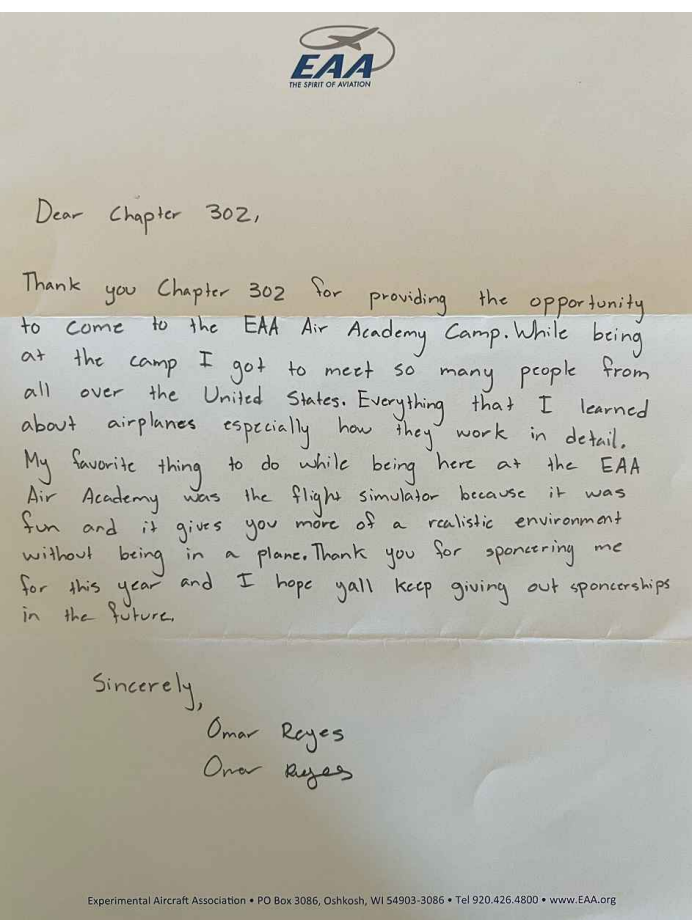 EAA
THE SPIRIT OF AVIATION
Dear Chapter 302,
Thank you Chapter 302 for providing the opportunity
to come to the EAA Air Academy Camp. While being
at the camp I got to meet so many people from
all over the United States. Everything that I learned
about airplanes especially how they work in detail.
My favorite thing to do while being here at the EAA
Air Academy was the flight simulator because it was
fun and it gives you more of a realistic environment
without being in a plane. Thank you for sponcering me
for this year and I hope yall keep giving out sponcerships
in the future.
Sincerely,
Omar Reyes
Omar Reyes
Experimental Aircraft Association • PO Box 3086, Oshkosh, WI 54903-3086 • Tel 920.426.4800 • www.EAA.org